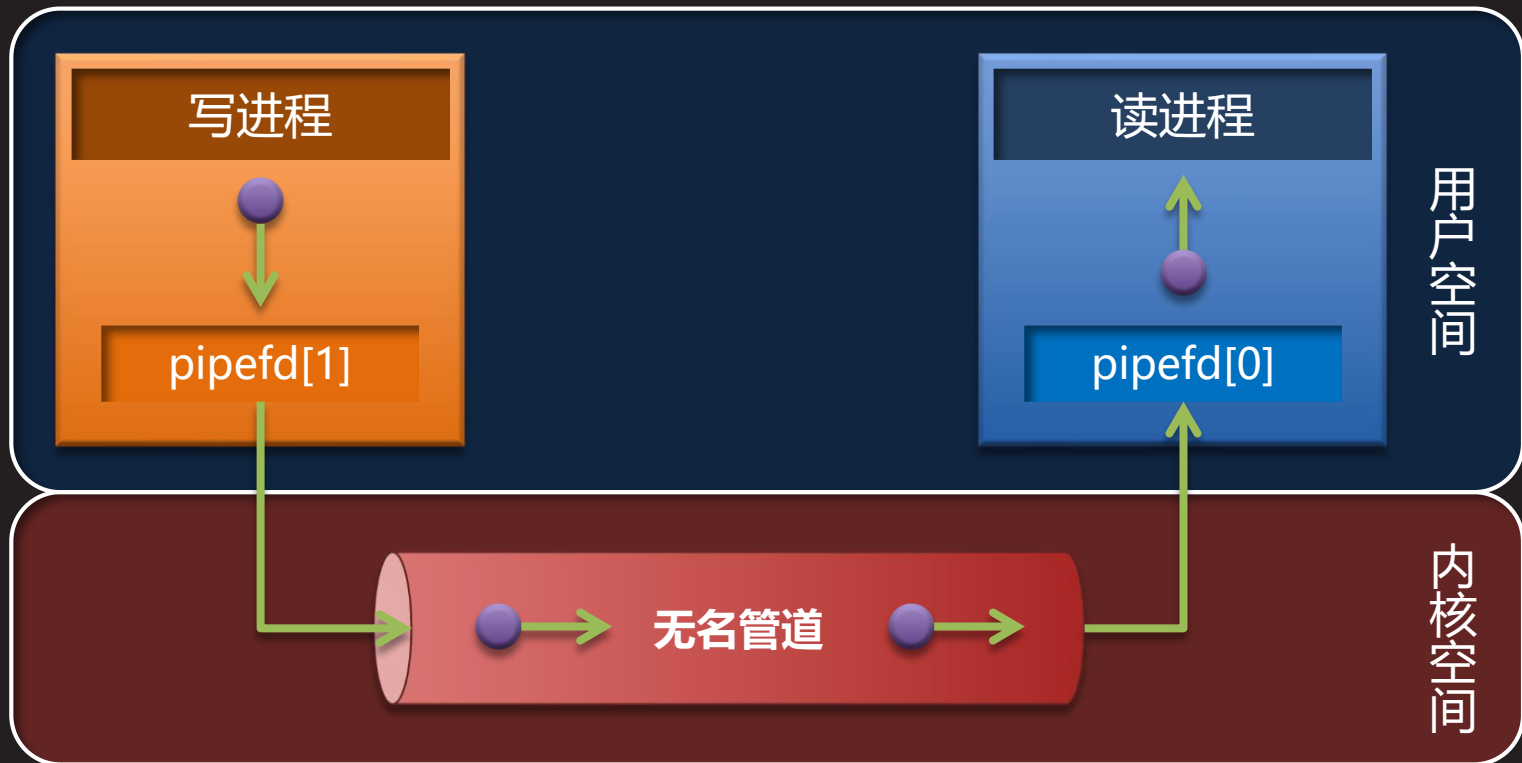 写进程
读进程
pipefd[1]
pipefd[0]
用户空间
无名管道
内核空间